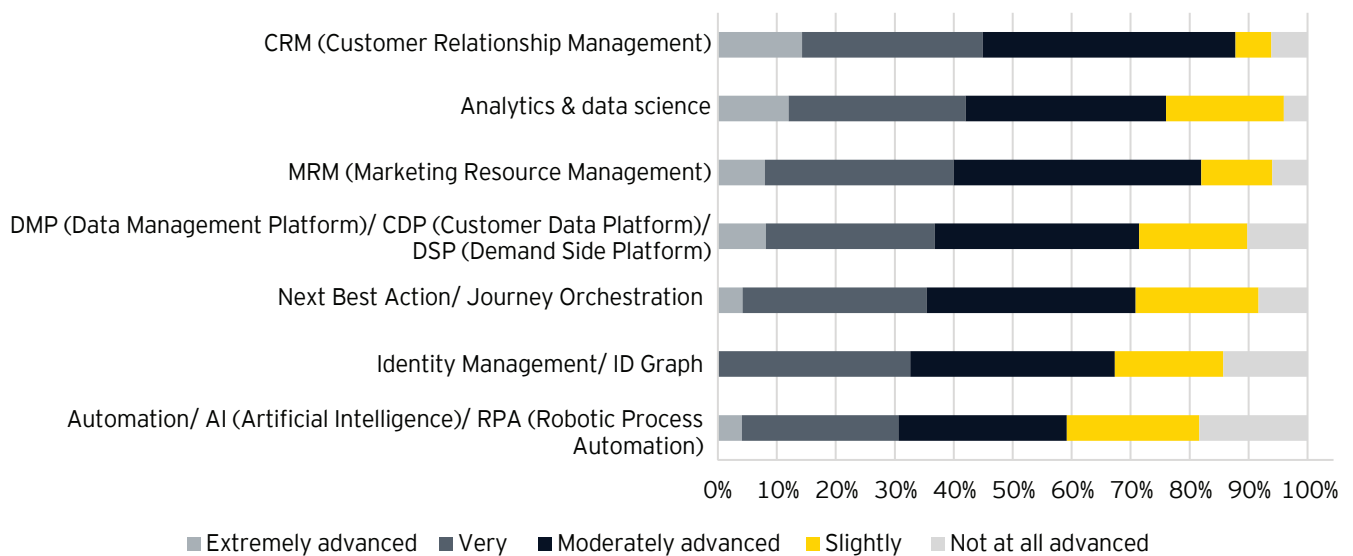 CRM (Customer Relationship Management)
Analytics & data science
MRM (Marketing Resource Management)
DMP (Data Management Platform)/ CDP (Customer Data Platform)/
DSP (Demand Side Platform)
Next Best Action/ Journey Orchestration
Identity Management/ ID Graph
Automation/ AI (Artificial Intelligence)/ RPA (Robotic Process
Automation)
0% 10% 20% 30% 40% 50% 60% 70% 80% 90% 100%
Extremely advanced Very Moderately advanced Slightly Not at all advanced